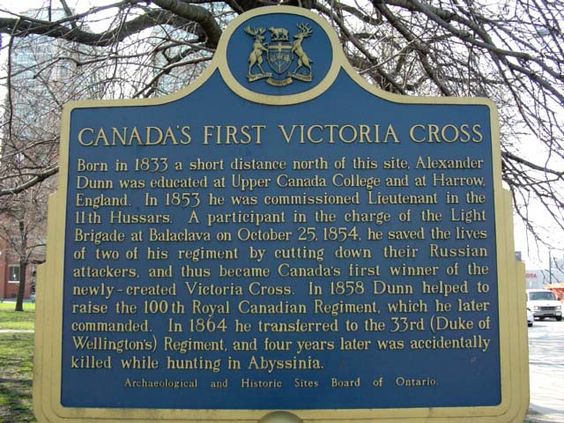 CANADA'S FIRST VICTORIA CROSS
Born in 1833 a short distance north of this site, Alexander
Dunn was educated at Upper Canada College and at Harrow,
England. In 1853 he was commissioned Lieutenant in the
11th Hussars. A participant in the charge of the Light
Brigade at Balaclava on October 25, 1854, he saved the lives
of two of his regiment by cutting down their Russian
attackers, and thus became Canada's first winner of the
newly-created Victoria Cross. In 1858 Dunn helped to
raise the 100th Royal Canadian Regiment, which he later
commanded. In 1864 he transferred to the 33rd (Duke of
Wellington's) Regiment, and four years later was accidentally
killed while hunting in Abyssinia.
Archaeological and Historic Sites Board of Ontario.